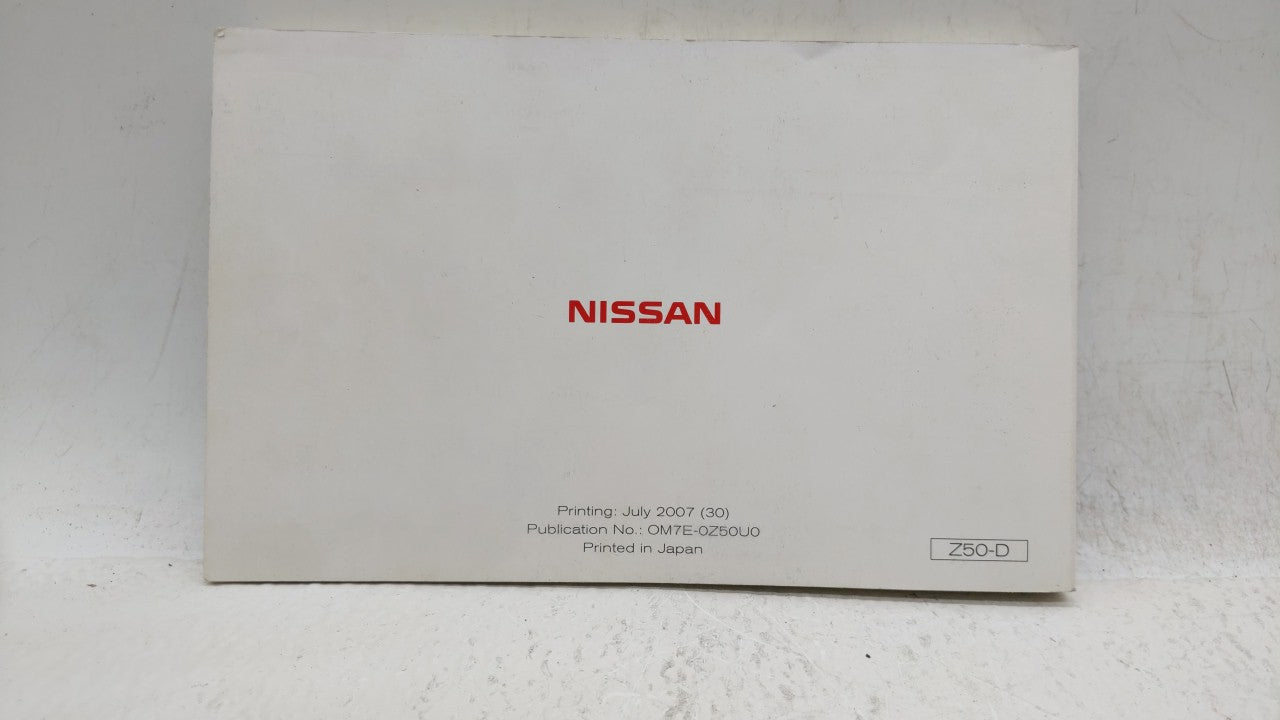 NISSAN
Printing: July 2007 (30)
Publication No.: OM7E-0Z50U0
Printed in Japan
Z50-D